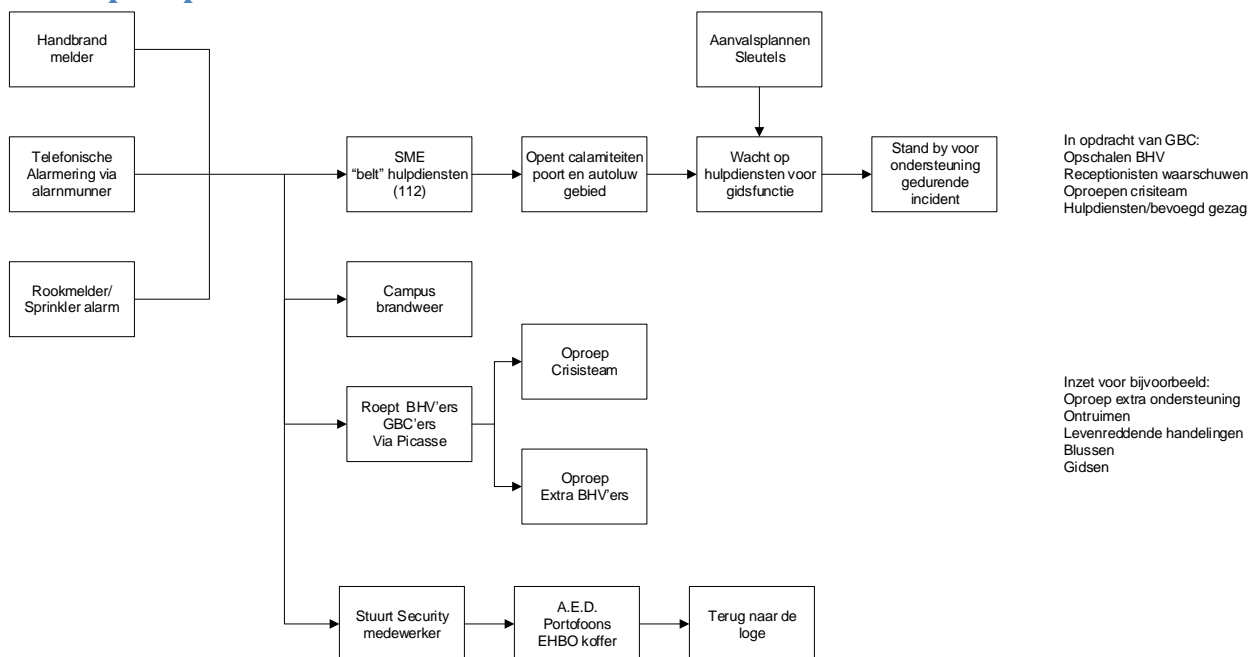 Handbrand
melder
Aanvalsplannen
Sleutels
Telefonische
Alarmering via
alarnmunner
SME
“belt” hulpdiensten
(112)
Opent calamiteiten
poort en autoluw
gebied
Wacht op
hulpdiensten voor
gidsfunctie
Stand by voor
ondersteuning
gedurende
incident
In opdracht van GBC:
Opschalen BHV
Receptionisten waarschuwen
Oproepen crisiteam
Hulpdiensten/bevoegd gezag
Rookmelder/
Sprinkler alarm
Campus
brandweer
Oproep
Crisisteam
Roept BHV’ers
GBC’ers
Via Picasse
Oproep
Extra BHV’ers
Inzet voor bijvoorbeeld:
Oproep extra ondersteuning
Ontruimen
Levenreddende handelingen
Blussen
Gidsen
Stuurt Security
medewerker
A.E.D.
Portofoons
EHBO koffer
Terug naar de
loge